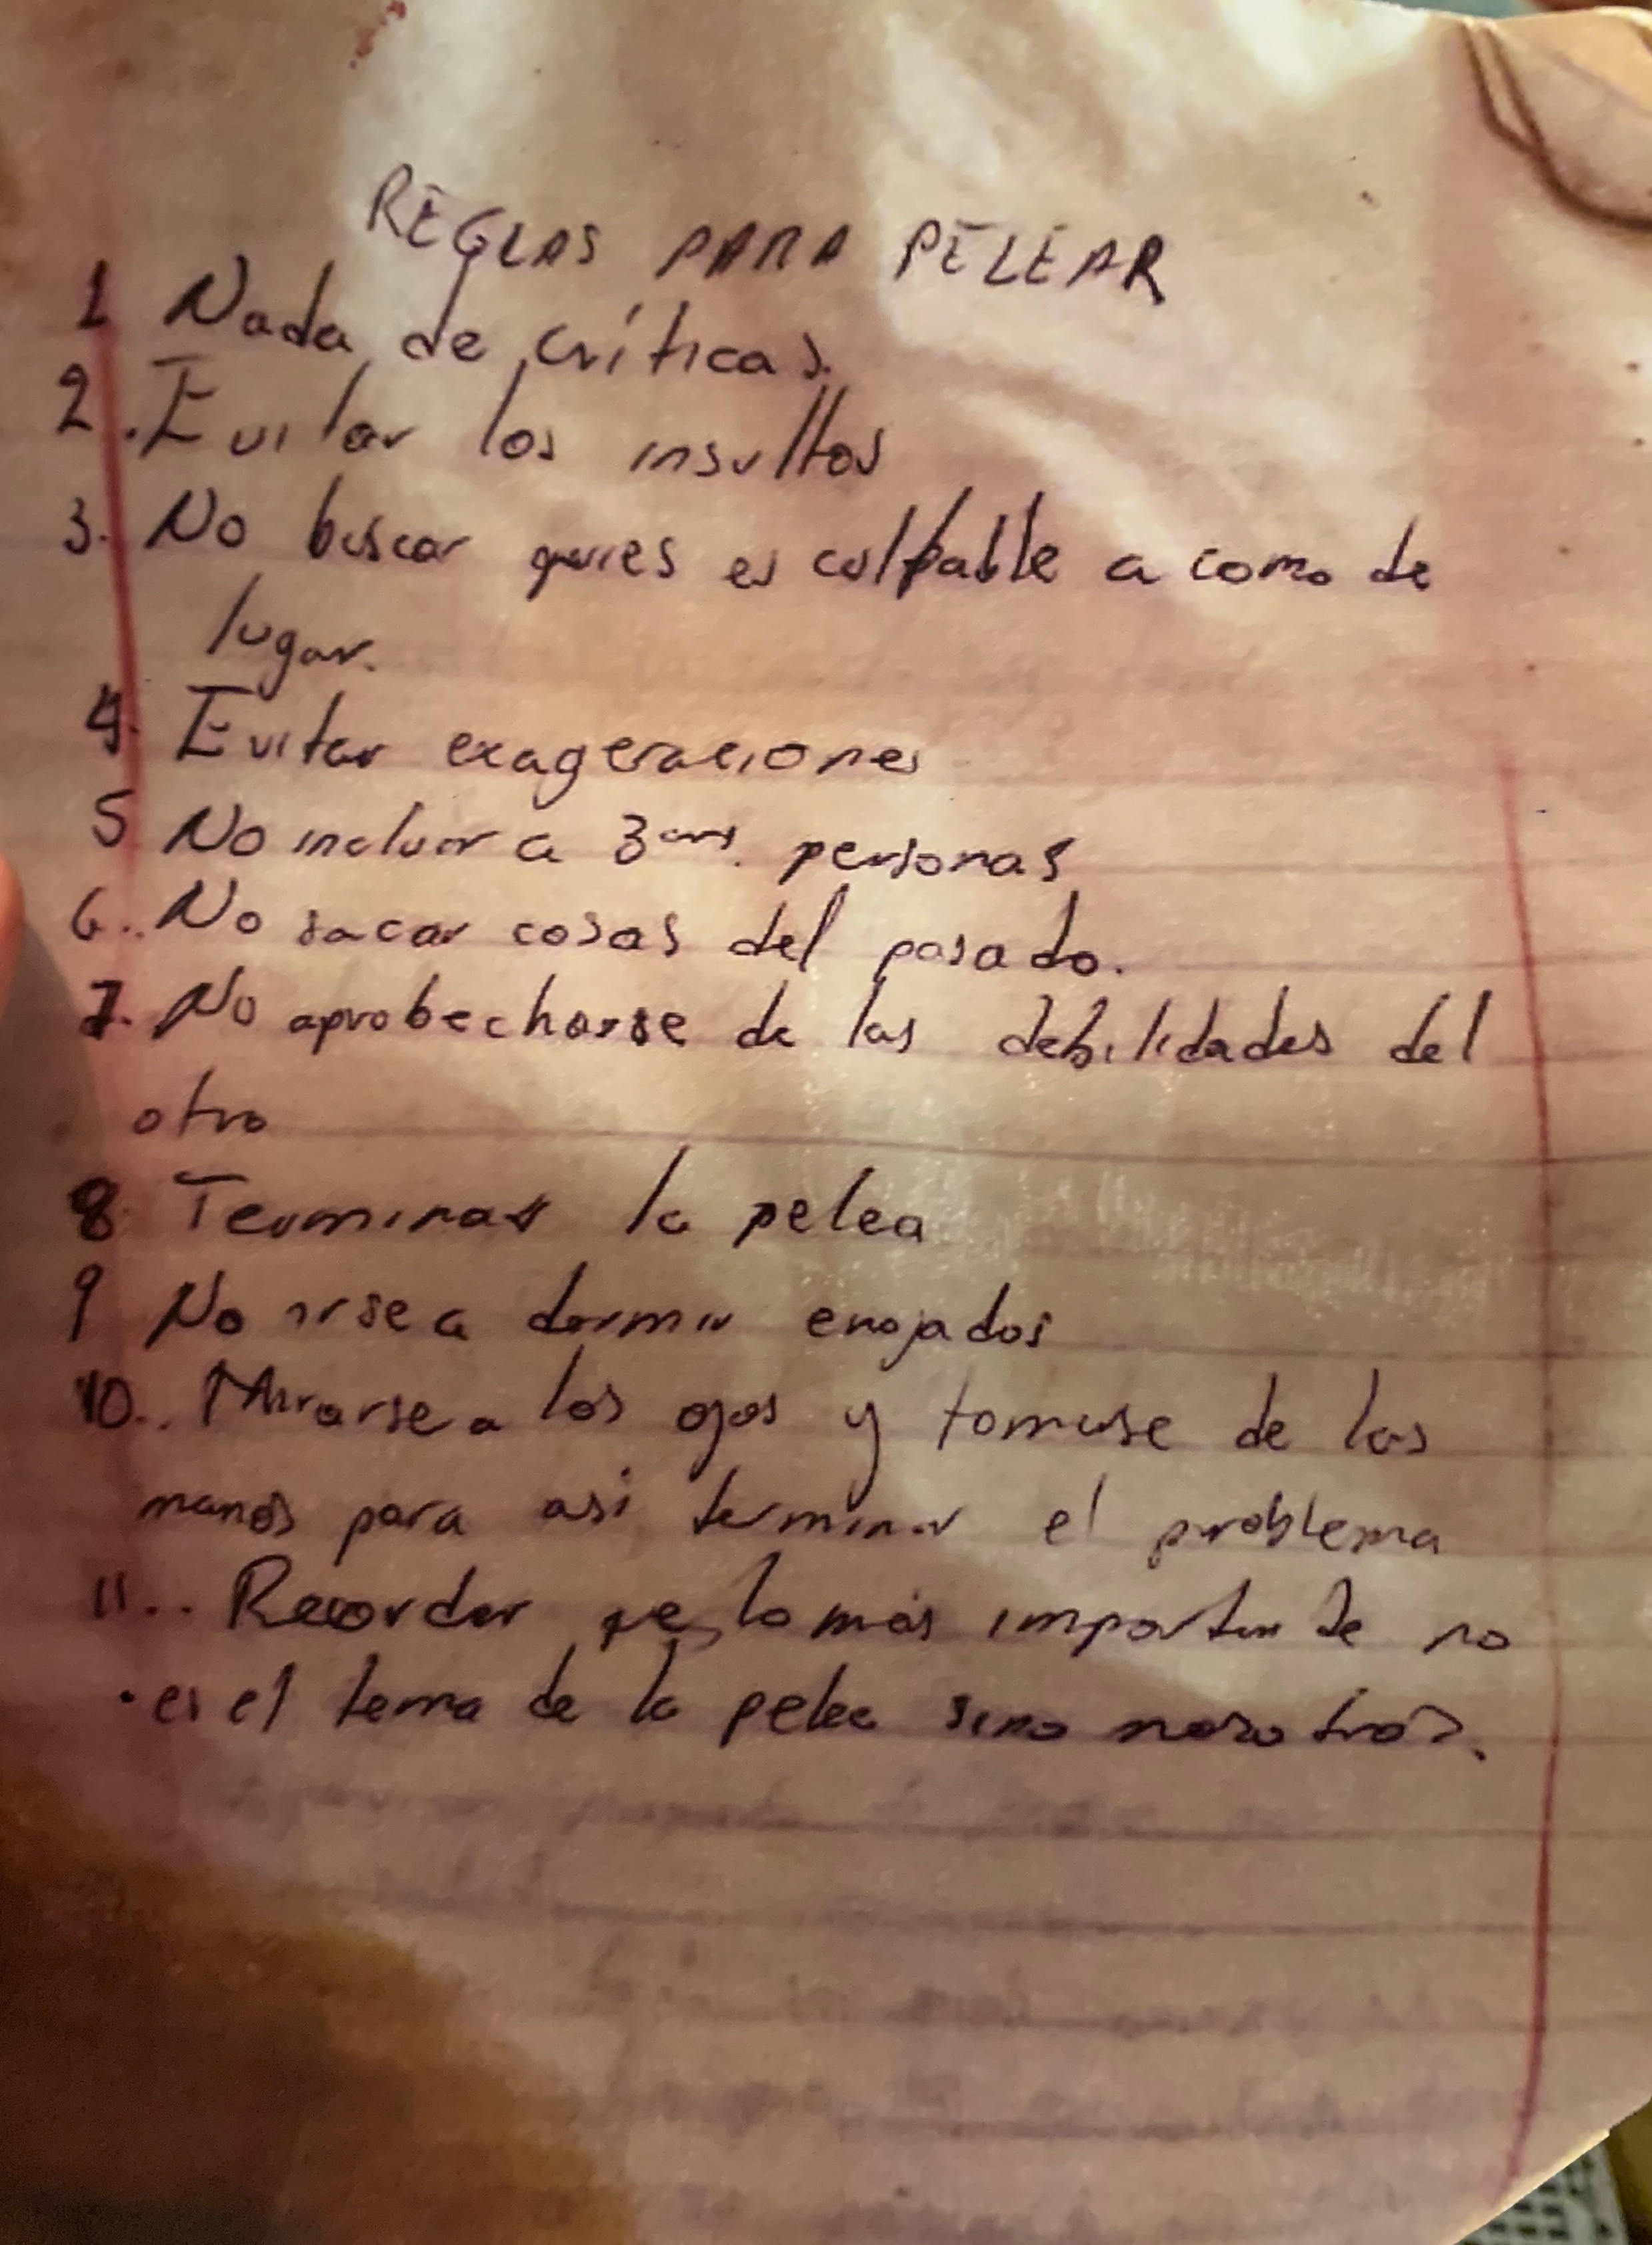 REGLAS PARA PELEAR
1 Nada de críticas.
2. Evitar los insultos
3. No buscar quies es culpable a como de
lugar.
4. Evitar exageraciones
5 No incluir a 3ras. personas
6.. No sacar cosas del pasado.
7. No aprobecharse de las debilidades del
otro
8 Terminar la pelea
9 No irse a dormir enojados
10.. Mirarse a los ojos y tomarse de las
manos para asi terminar el problema
11.. Recordar que lo más importante no
es el tema de la pelea sino nosotros.